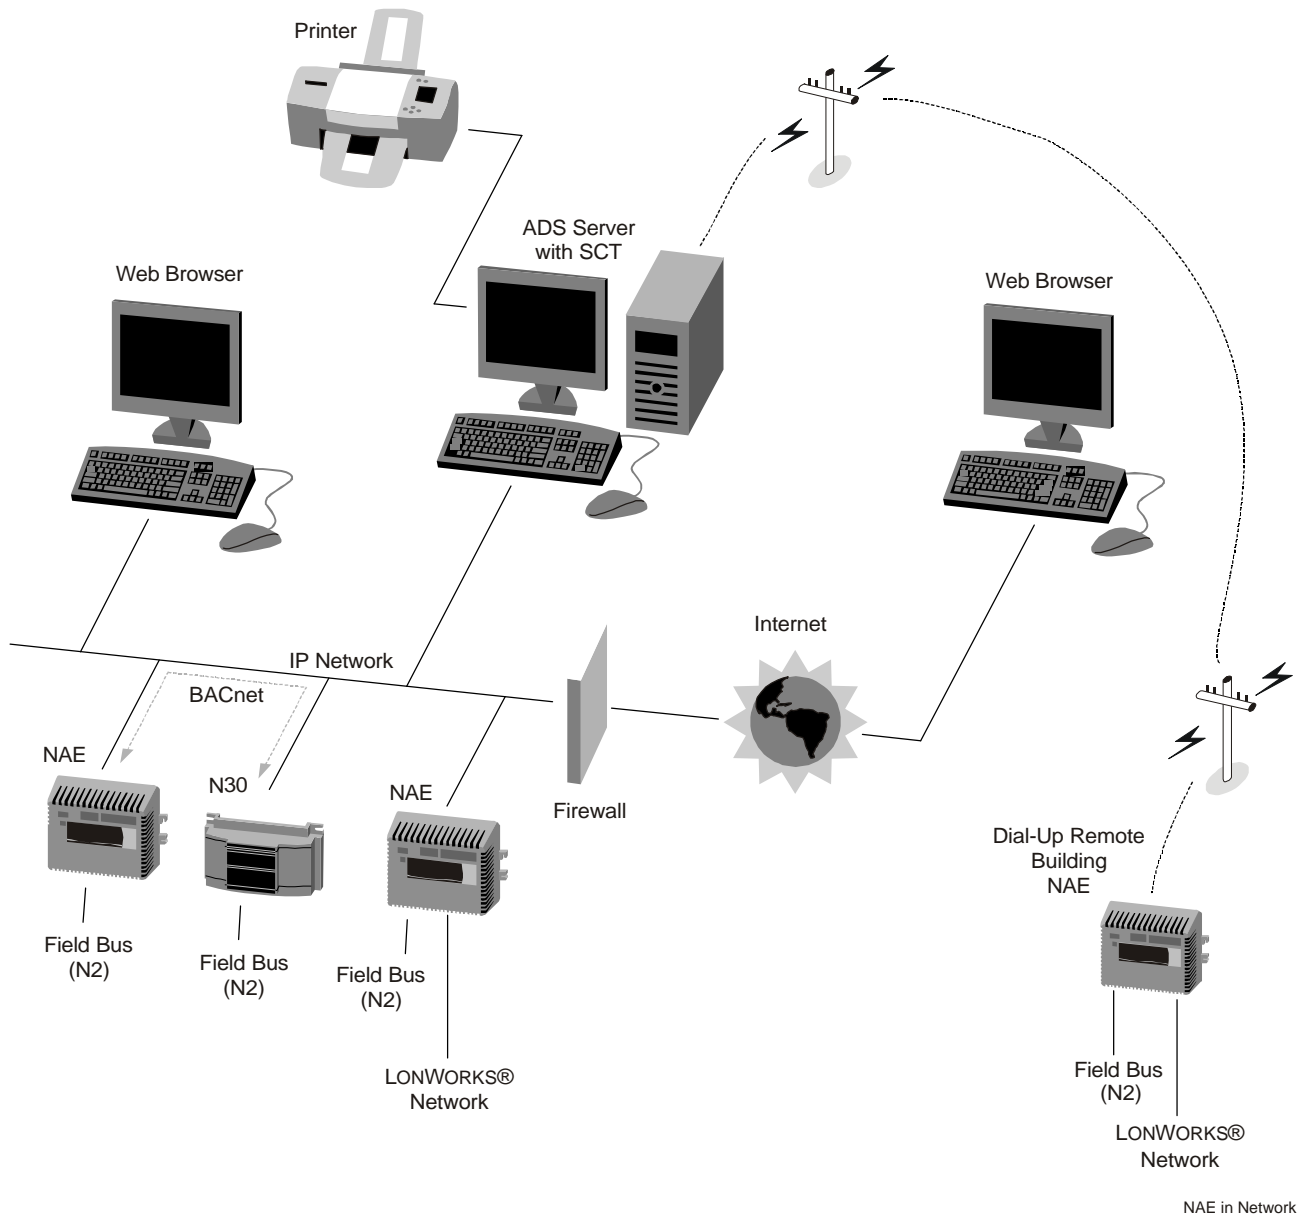 Printer
ADS Server
with SCT
Web Browser
Web Browser
Internet
IP Network
BACnet
NAE
N30
NAE
Firewall
Dial-Up Remote
Building
NAE
Field Bus
(N2)
Field Bus
(N2)
Field Bus
(N2)
LONWORKS®
Network
Field Bus
(N2)
LONWORKS®
Network
NAE in Network